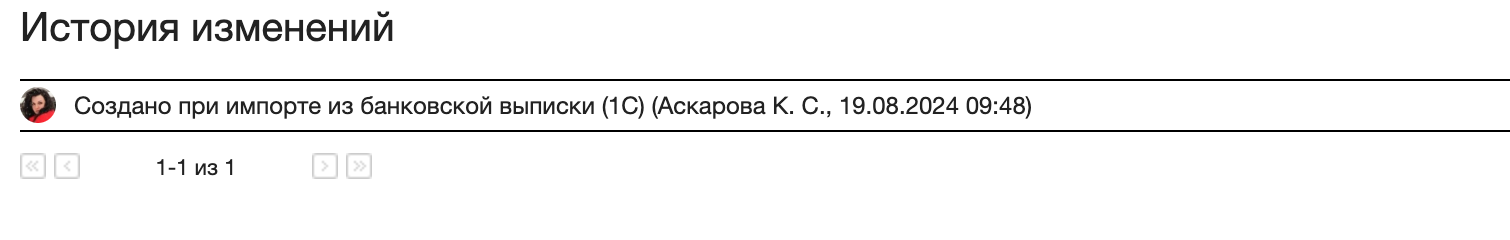 История изменений
Создано при импорте из банковской выписки (1С) (Аскарова К. С., 19.08.2024 09:48)
1-1 из 1